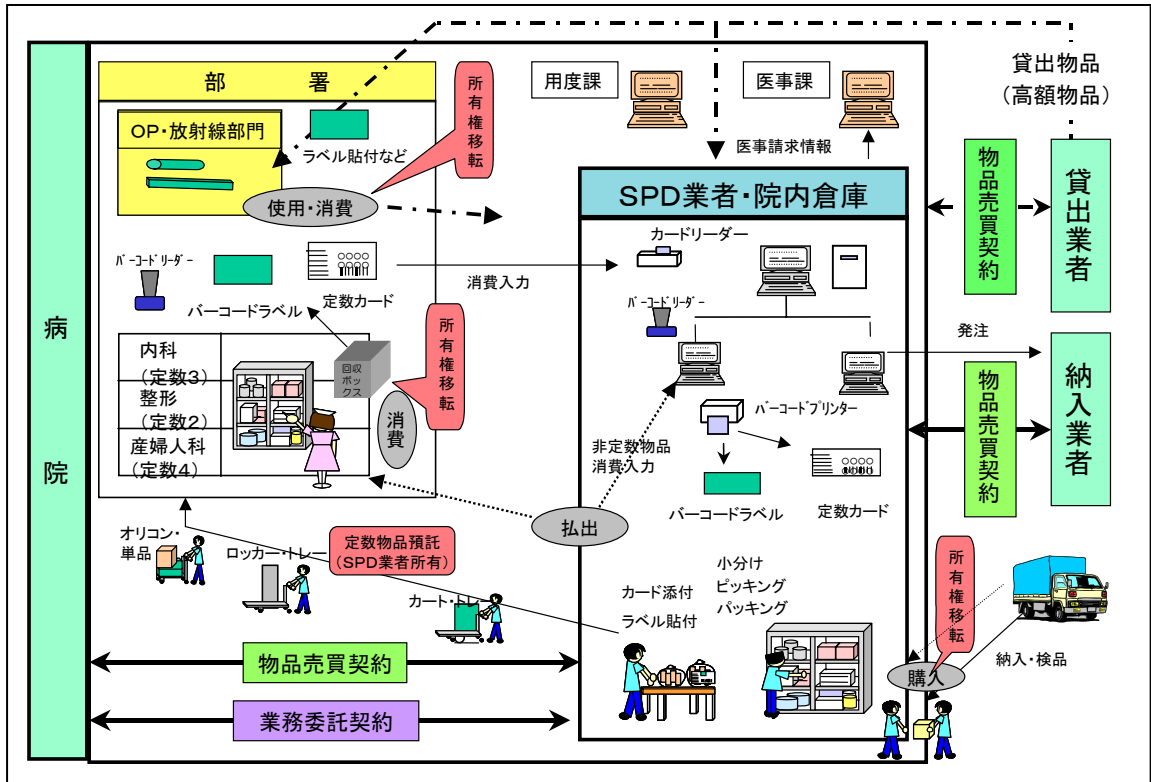 病院
部　署
OP・放射線部門
ラベル貼付など
所有権移転
使用・消費
用度課
医事課
医事請求情報
貸出物品
（高額物品）
物品売買契約
貸出業者
SPD業者・院内倉庫
カードリーダー
ﾊﾞｰｺｰﾄﾞﾘｰﾀﾞｰ
バーコードラベル
定数カード
消費入力
ﾊﾞｰｺｰﾄﾞﾘｰﾀﾞｰ
発注
物品売買契約
納入業者
内科
(定数3)
整形
(定数2)
産婦人科
(定数4)
回収
ボッ
クス
所有権移転
消費
ﾊﾞｰｺｰﾄﾞプリンター
非定数物品
消費入力
バーコードラベル
定数カード
払出
オリコン・
単品
ロッカー・トレー
定数物品預託
（SPD業者所有）
カート・トレー
カード添付
ラベル貼付
小分け
ピッキング
パッキング
所有権移転
購入
納入・検品
物品売買契約
業務委託契約